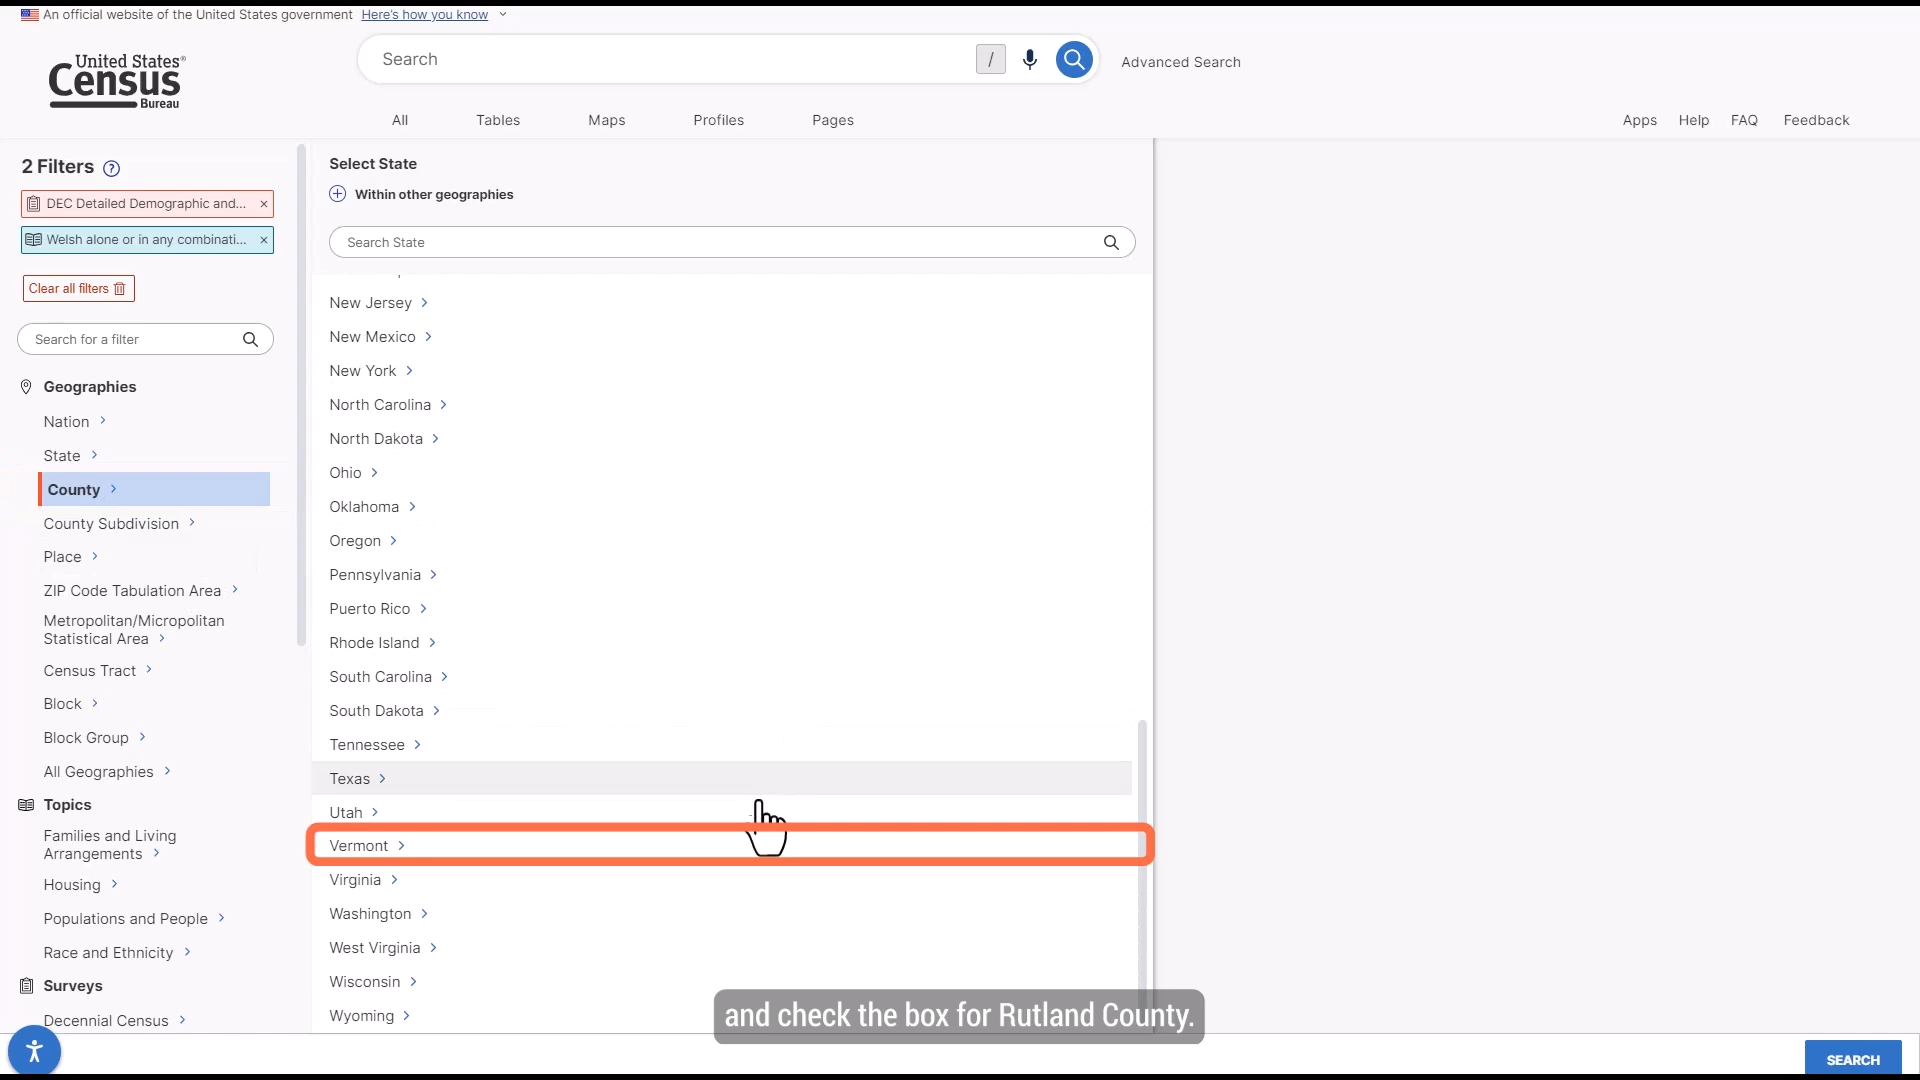 An official website of the United States government Here's how you know
United States®
Census
Bureau
Search /
Advanced Search
All Tables Maps Profiles Pages
Apps Help FAQ Feedback
2 Filters ?
DEC Detailed Demographic and... ×
Welsh alone or in any combinati... ×
Clear all filters
Search for a filter
Geographies
Nation
State
County
County Subdivision
Place
ZIP Code Tabulation Area
Metropolitan/Micropolitan
Statistical Area
Census Tract
Block
Block Group
All Geographies
Topics
Families and Living
Arrangements
Housing
Populations and People
Race and Ethnicity
Surveys
Decennial Census
Select State
Within other geographies
Search State
New Jersey
New Mexico
New York
North Carolina
North Dakota
Ohio
Oklahoma
Oregon
Pennsylvania
Puerto Rico
Rhode Island
South Carolina
South Dakota
Tennessee
Texas
Utah
Vermont
Virginia
Washington
West Virginia
Wisconsin
Wyoming
and check the box for Rutland County.
SEARCH